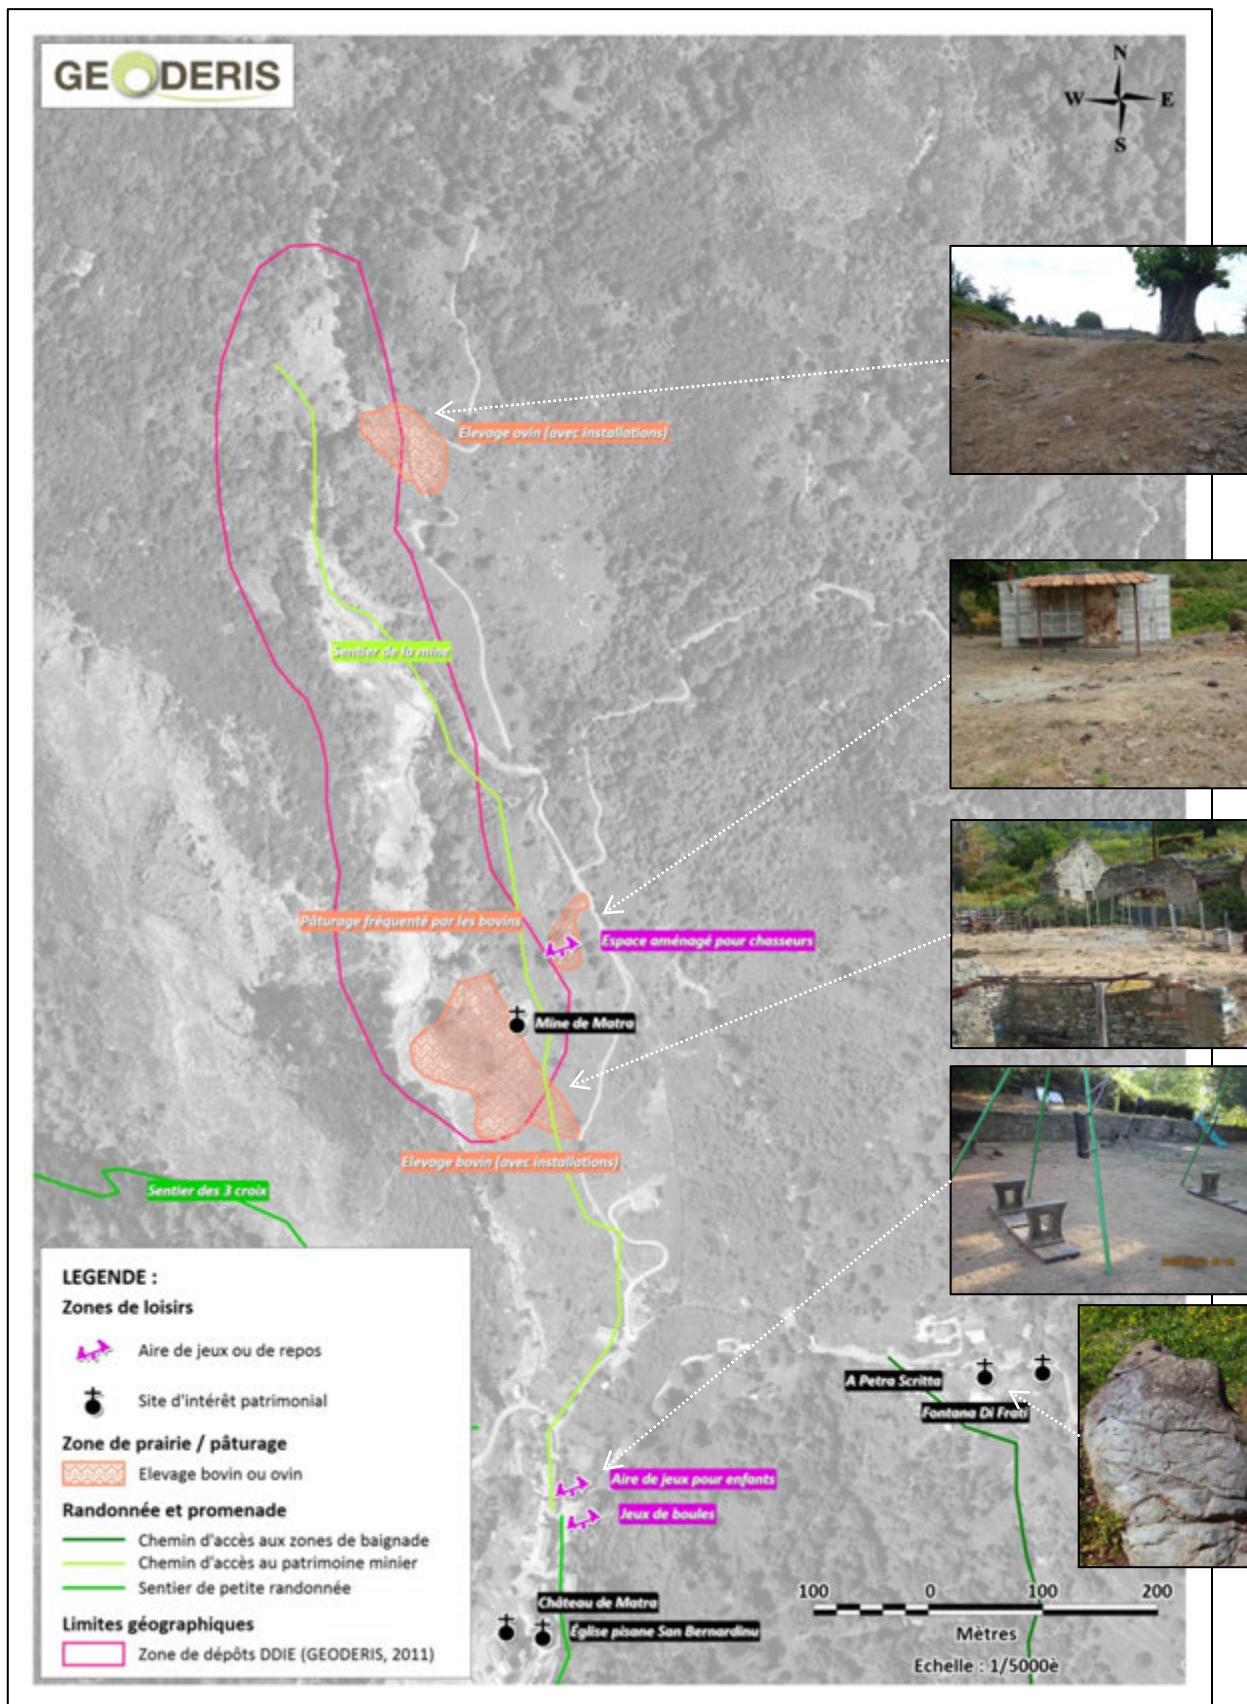 GEODERIS
N
W E
S
Elevage ovin (avec installations)
Sentier de la mine
Pâturage fréquenté par les bovins
Espace aménagé pour chasseurs
Mine de Matra
Elevage bovin (avec installations)
Sentier des 3 croix
LEGENDE :
Zones de loisirs
Aire de jeux ou de repos
Site d'intérêt patrimonial
Zone de prairie / pâturage
Elevage bovin ou ovin
Randonnée et promenade
Chemin d'accès aux zones de baignade
Chemin d'accès au patrimoine minier
Sentier de petite randonnée
Limites géographiques
Zone de dépôts DDIE (GEODERIS, 2011)
A Petra Scritta
Fontana Di Frati
Aire de jeux pour enfants
Jeux de boules
Château de Matra
Église pisane San Bernardinu
100 0 100 200
Mètres
Echelle : 1/5000è